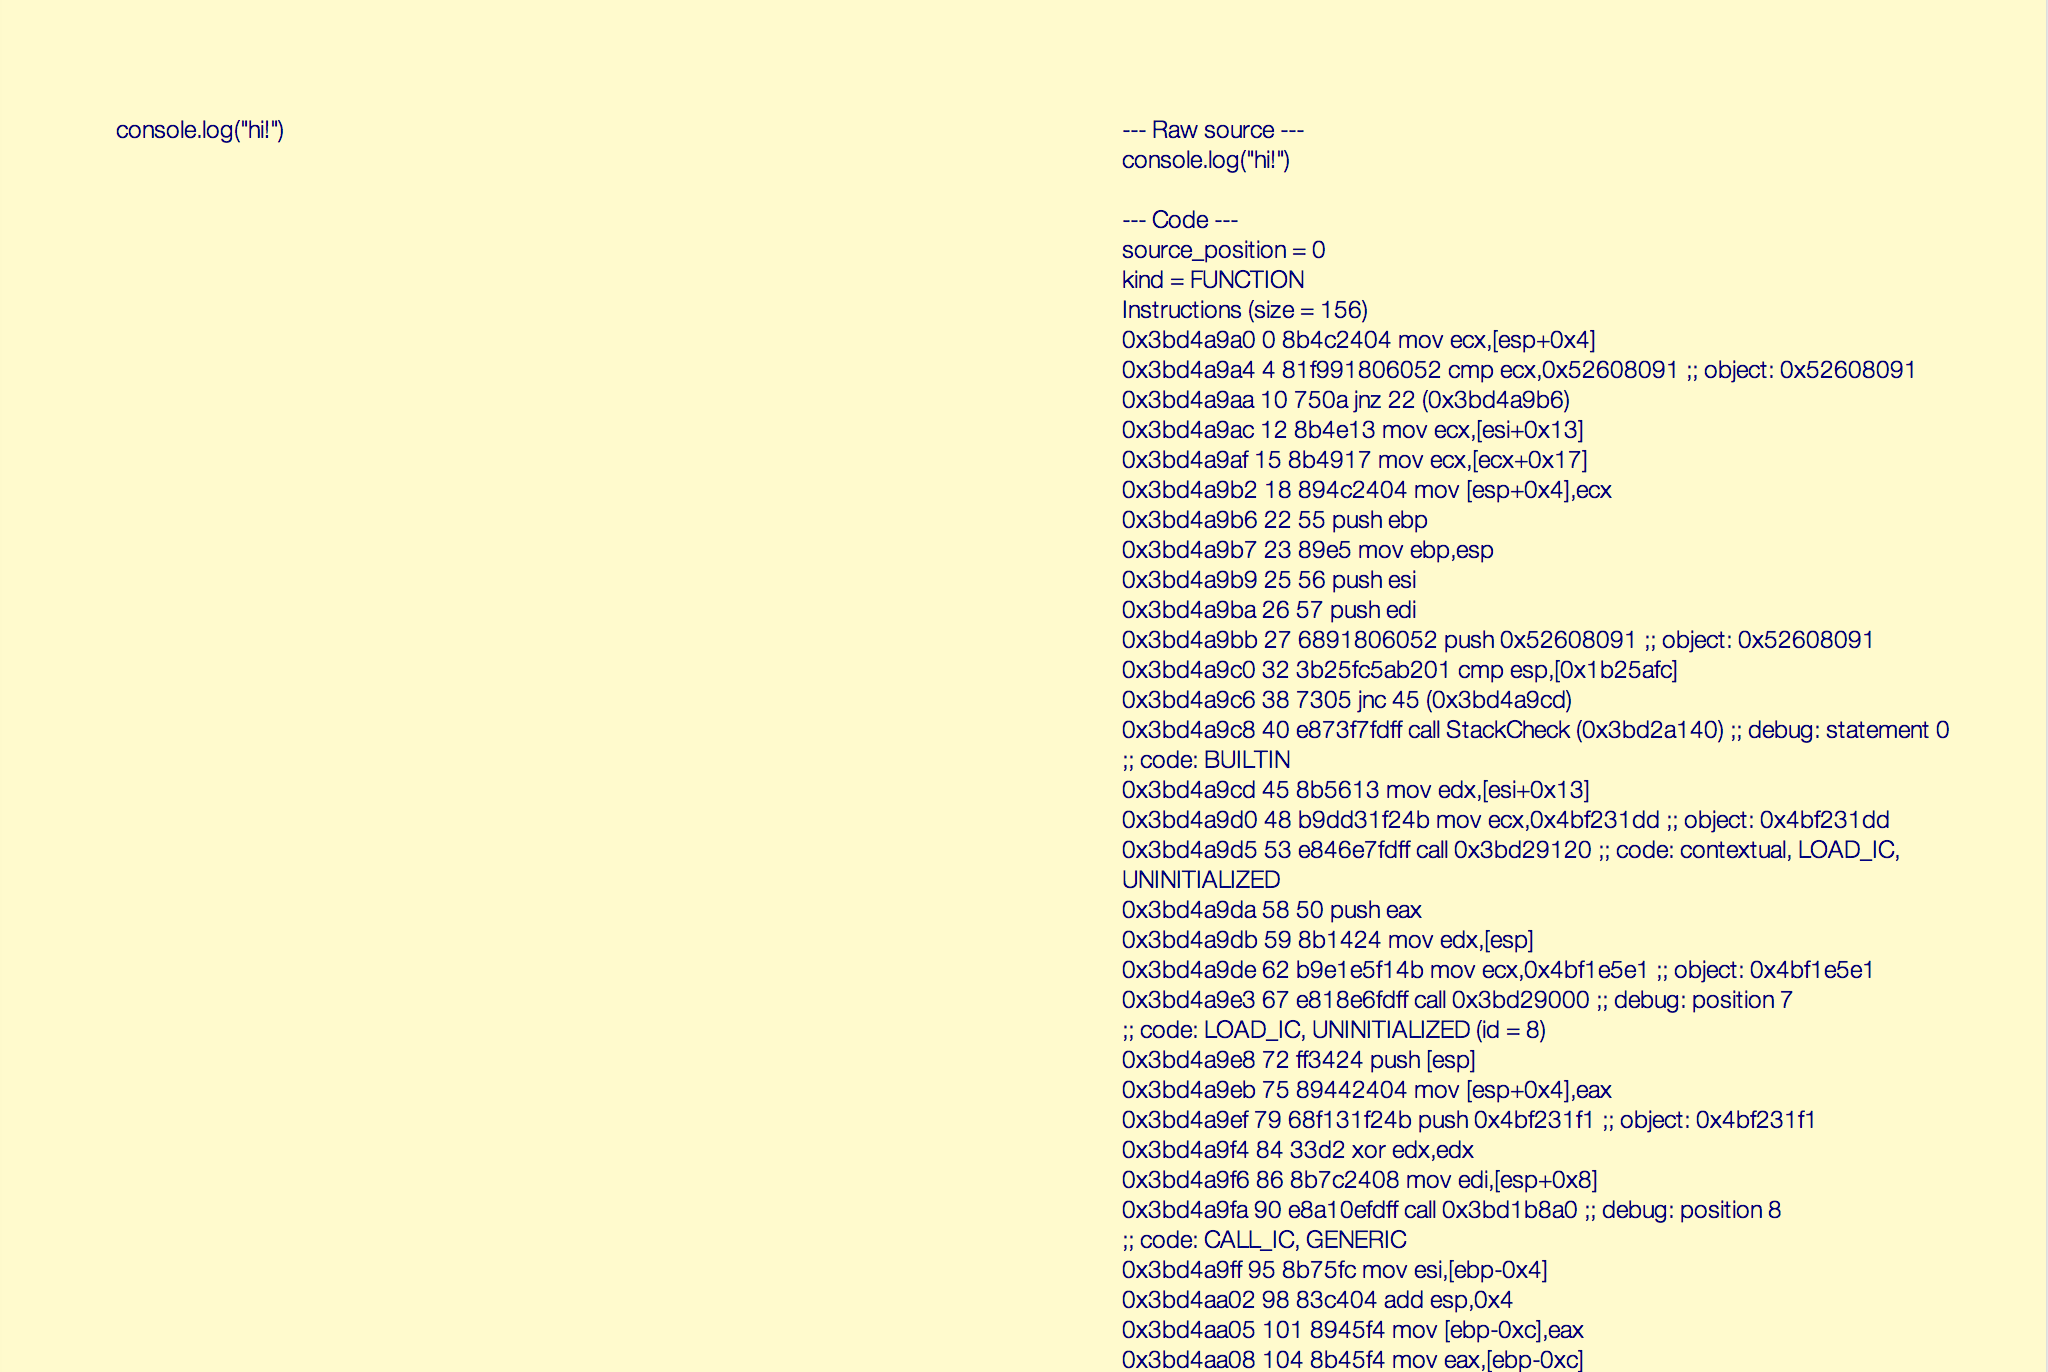 console.log("hi!")
--- Raw source ---
console.log("hi!")
--- Code ---
source_position = 0
kind = FUNCTION
Instructions (size = 156)
0x3bd4a9a0 0 8b4c2404 mov ecx,[esp+0x4]
0x3bd4a9a4 4 81f991806052 cmp ecx,0x52608091 ;; object: 0x52608091
0x3bd4a9aa 10 750a jnz 22 (0x3bd4a9b6)
0x3bd4a9ac 12 8b4e13 mov ecx,[esi+0x13]
0x3bd4a9af 15 8b4917 mov ecx,[ecx+0x17]
0x3bd4a9b2 18 894c2404 mov [esp+0x4],ecx
0x3bd4a9b6 22 55 push ebp
0x3bd4a9b7 23 89e5 mov ebp,esp
0x3bd4a9b9 25 56 push esi
0x3bd4a9ba 26 57 push edi
0x3bd4a9bb 27 6891806052 push 0x52608091 ;; object: 0x52608091
0x3bd4a9c0 32 3b25fc5ab201 cmp esp,[0x1b25afc]
0x3bd4a9c6 38 7305 jnc 45 (0x3bd4a9cd)
0x3bd4a9c8 40 e873f7fdff call StackCheck (0x3bd2a140) ;; debug: statement 0
;; code: BUILTIN
0x3bd4a9cd 45 8b5613 mov edx,[esi+0x13]
0x3bd4a9d0 48 b9dd31f24b mov ecx,0x4bf231dd ;; object: 0x4bf231dd
0x3bd4a9d5 53 e846e7fdff call 0x3bd29120 ;; code: contextual, LOAD_IC,
UNINITIALIZED
0x3bd4a9da 58 50 push eax
0x3bd4a9db 59 8b1424 mov edx,[esp]
0x3bd4a9de 62 b9e1e5f14b mov ecx,0x4bf1e5e1 ;; object: 0x4bf1e5e1
0x3bd4a9e3 67 e818e6fdff call 0x3bd29000 ;; debug: position 7
;; code: LOAD_IC, UNINITIALIZED (id = 8)
0x3bd4a9e8 72 ff3424 push [esp]
0x3bd4a9eb 75 89442404 mov [esp+0x4],eax
0x3bd4a9ef 79 68f131f24b push 0x4bf231f1 ;; object: 0x4bf231f1
0x3bd4a9f4 84 33d2 xor edx,edx
0x3bd4a9f6 86 8b7c2408 mov edi,[esp+0x8]
0x3bd4a9fa 90 e8a10efdff call 0x3bd1b8a0 ;; debug: position 8
;; code: CALL_IC, GENERIC
0x3bd4a9ff 95 8b75fc mov esi,[ebp-0x4]
0x3bd4aa02 98 83c404 add esp,0x4
0x3bd4aa05 101 8945f4 mov [ebp-0xc],eax
0x3bd4aa08 104 8b45f4 mov eax,[ebp-0xc]